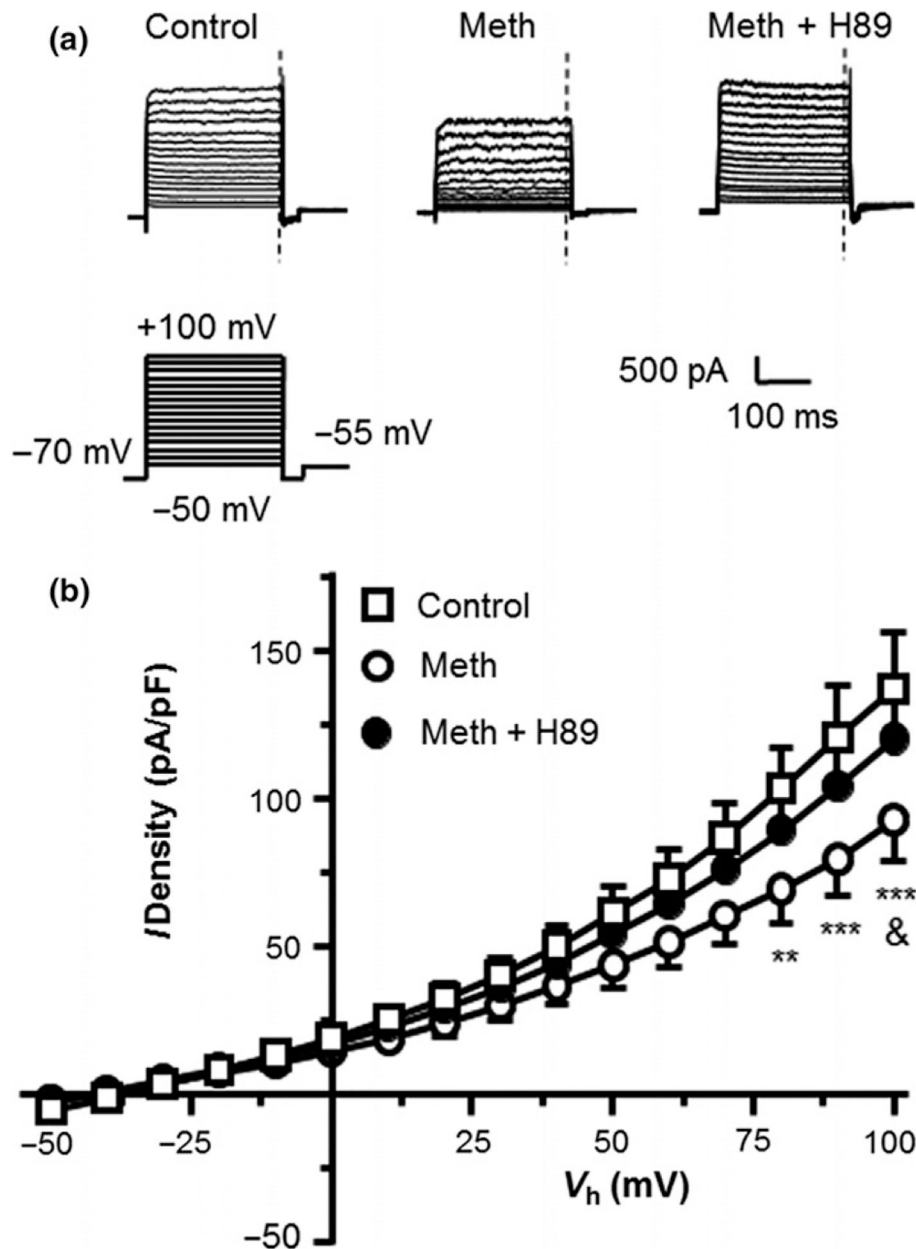 (a) Control Meth Meth + H89
+100 mV
−70 mV
−55 mV
−50 mV
500 pA
100 ms
(b)
Control
Meth
Meth + H89
I Density (pA/pF)
150
100
50
−50
−50 −25 25 50 75 100
** *** ***
&
Vh (mV)